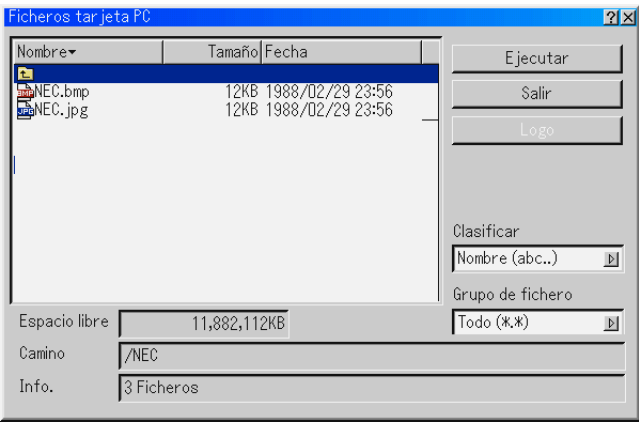 Ficheros tarjeta PC
Nombre Tamaño Fecha
BMP NEC.bmp 12KB 1988/02/29 23:56
JPG NEC.jpg 12KB 1988/02/29 23:56
Ejecutar
Salir
Logo
Clasificar
Nombre (abc..)
Grupo de fichero
Todo (*.*)
Espacio libre 11,882,112KB
Camino /NEC
Info. 3 Ficheros